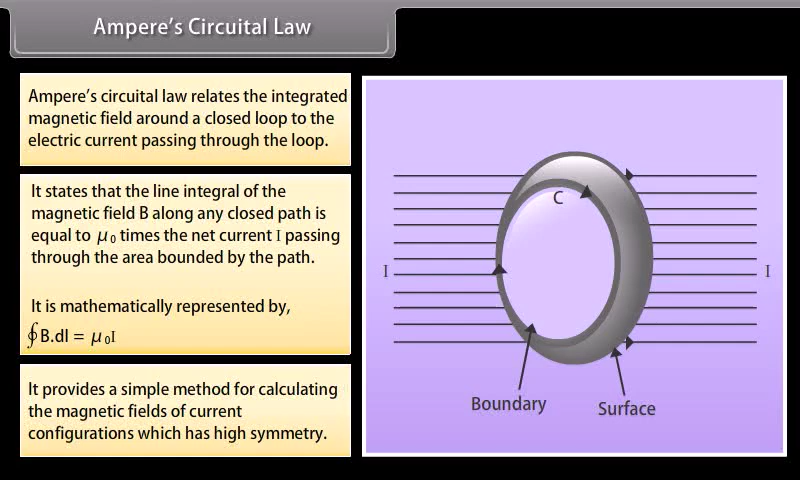 Ampere's Circuital Law
Ampere's circuital law relates the integrated
magnetic field around a closed loop to the
electric current passing through the loop.
It states that the line integral of the
magnetic field B along any closed path is
equal to μ₀ times the net current I passing
through the area bounded by the path.
It is mathematically represented by,
∮B.dl = μ₀I
It provides a simple method for calculating
the magnetic fields of current
configurations which has high symmetry.
C
I
I
Boundary
Surface